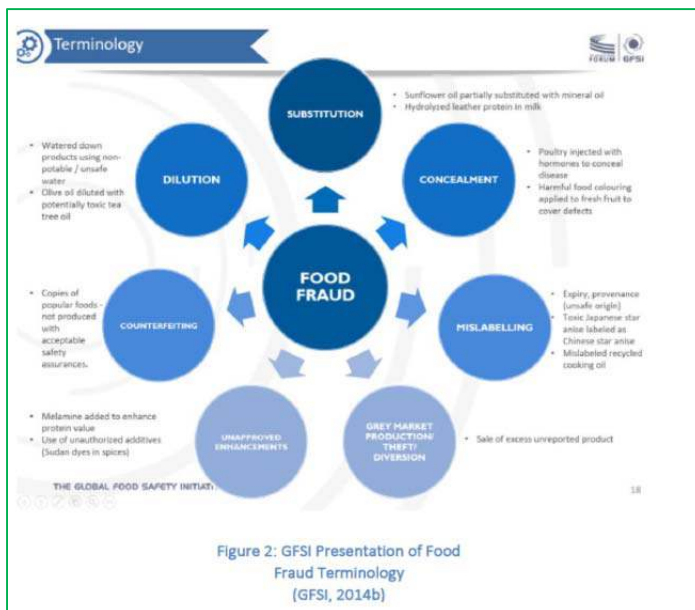 Terminology
FORUM GFSI
SUBSTITUTION
• Sunflower oil partially substituted with mineral oil
• Hydrolyzed leather protein in milk
• Watered down
products using non-
potable / unsafe
water
• Olive oil diluted with
potentially toxic tea
tree oil
DILUTION
CONCEALMENT
• Poultry injected with
hormones to conceal
disease
• Harmful food colouring
applied to fresh fruit to
cover defects
FOOD
FRAUD
• Copies of
popular foods -
not produced
with
acceptable
safety
assurances.
COUNTERFEITING
MISLABELLING
• Expiry, provenance
(unsafe origin)
• Toxic Japanese star
anise labeled as
Chinese star anise
• Mislabeled recycled
cooking oil
• Melamine added to enhance
protein value
• Use of unauthorized additives
(Sudan dyes in spices)
UNAPPROVED
ENHANCEMENTS
GREY MARKET
PRODUCTION/
THEFT/
DIVERSION
• Sale of excess unreported product
THE GLOBAL FOOD SAFETY INITIATI
18
Figure 2: GFSI Presentation of Food
Fraud Terminology
(GFSI, 2014b)